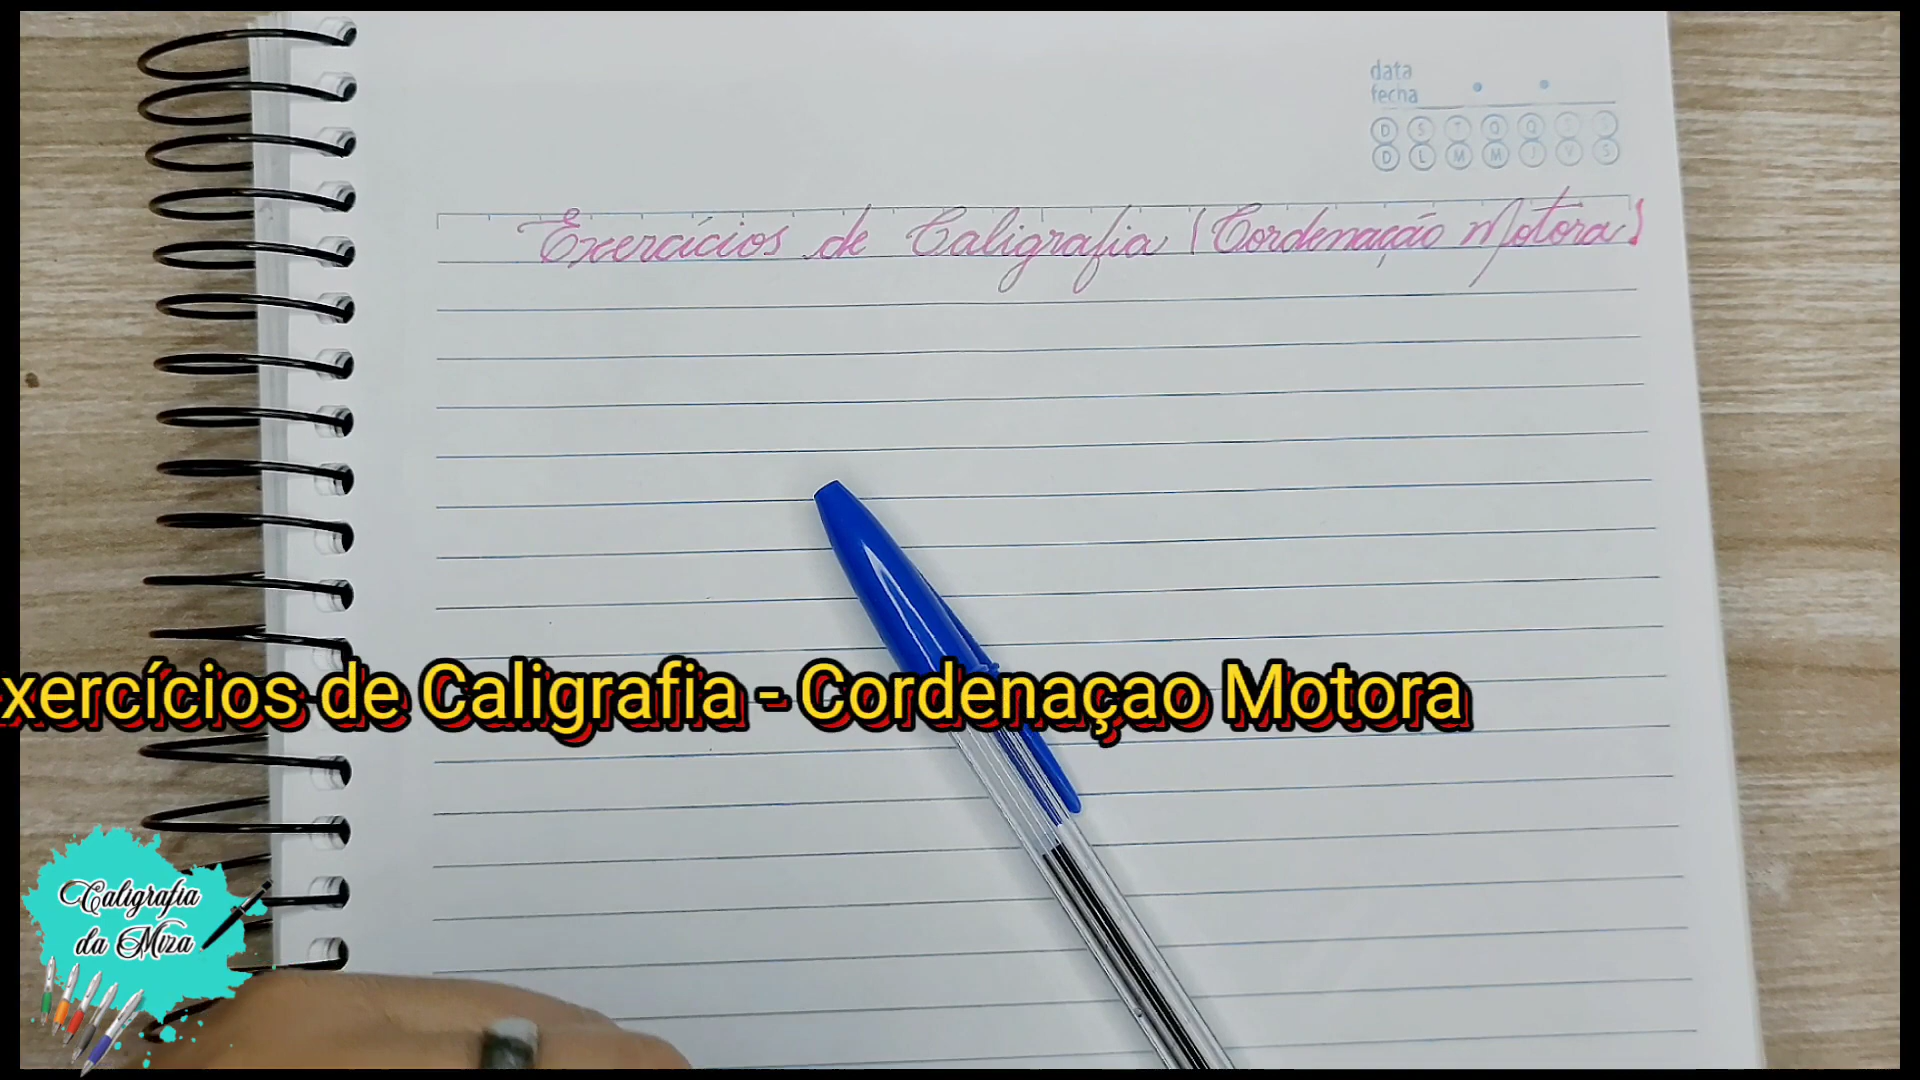 data
fecha
D S T Q Q S S
D L M M J V S
Exercícios de Caligrafia (Cordenação Motora)
xercícios de Caligrafia - Cordenaçao Motora
Caligrafia
da Miza